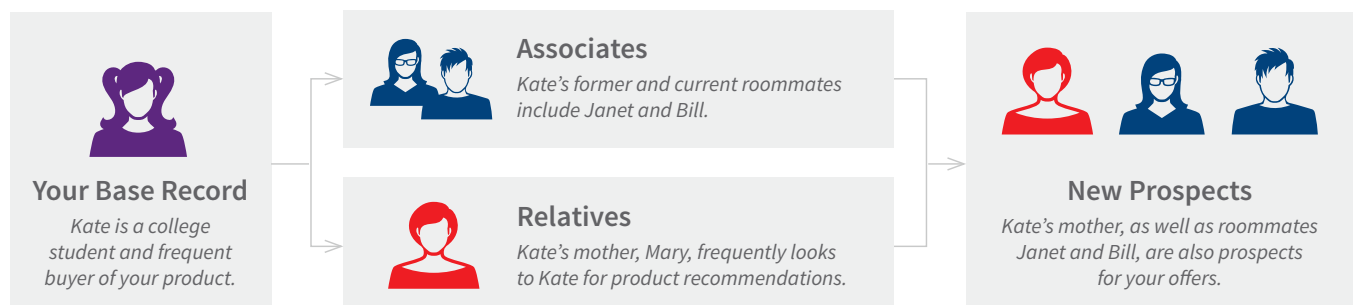 Your Base Record
Kate is a college
student and frequent
buyer of your product.
Associates
Kate’s former and current roommates
include Janet and Bill.
Relatives
Kate’s mother, Mary, frequently looks
to Kate for product recommendations.
New Prospects
Kate’s mother, as well as roommates
Janet and Bill, are also prospects
for your offers.